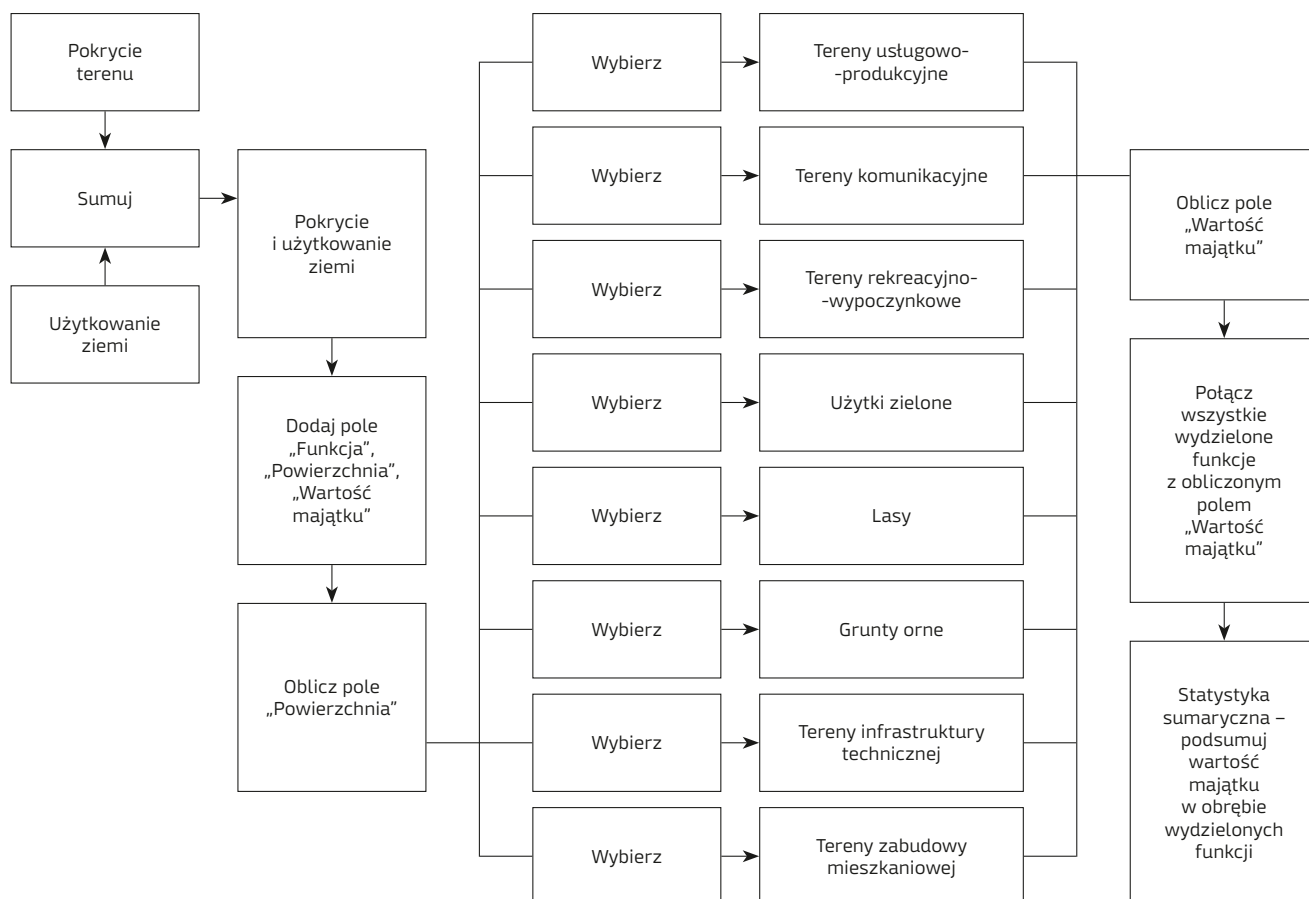 Pokrycie
terenu
Sumuj
Użytkowanie
ziemi
Pokrycie
i użytkowanie
ziemi
Dodaj pole
„Funkcja”,
„Powierzchnia”,
„Wartość
majątku”
Oblicz pole
„Powierzchnia”
Wybierz
Tereny usługowo-
-produkcyjne
Wybierz
Tereny komunikacyjne
Wybierz
Tereny rekreacyjno-
-wypoczynkowe
Wybierz
Użytki zielone
Wybierz
Lasy
Wybierz
Grunty orne
Wybierz
Tereny infrastruktury
technicznej
Wybierz
Tereny zabudowy
mieszkaniowej
Oblicz pole
„Wartość
majątku”
Połącz
wszystkie
wydzielone
funkcje
z obliczonym
polem
„Wartość
majątku”
Statystyka
sumaryczna –
podsumuj
wartość
majątku
w obrębie
wydzielonych
funkcji